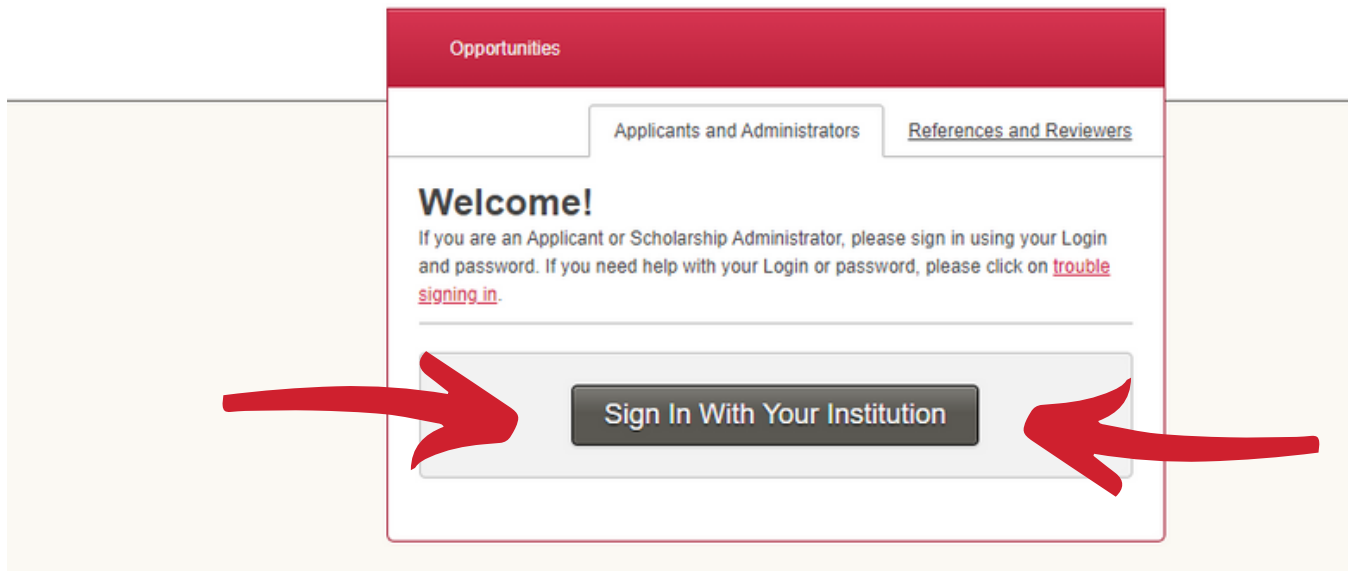 Opportunities
Applicants and Administrators
References and Reviewers
Welcome!
If you are an Applicant or Scholarship Administrator, please sign in using your Login
and password. If you need help with your Login or password, please click on trouble
signing in.
Sign In With Your Institution